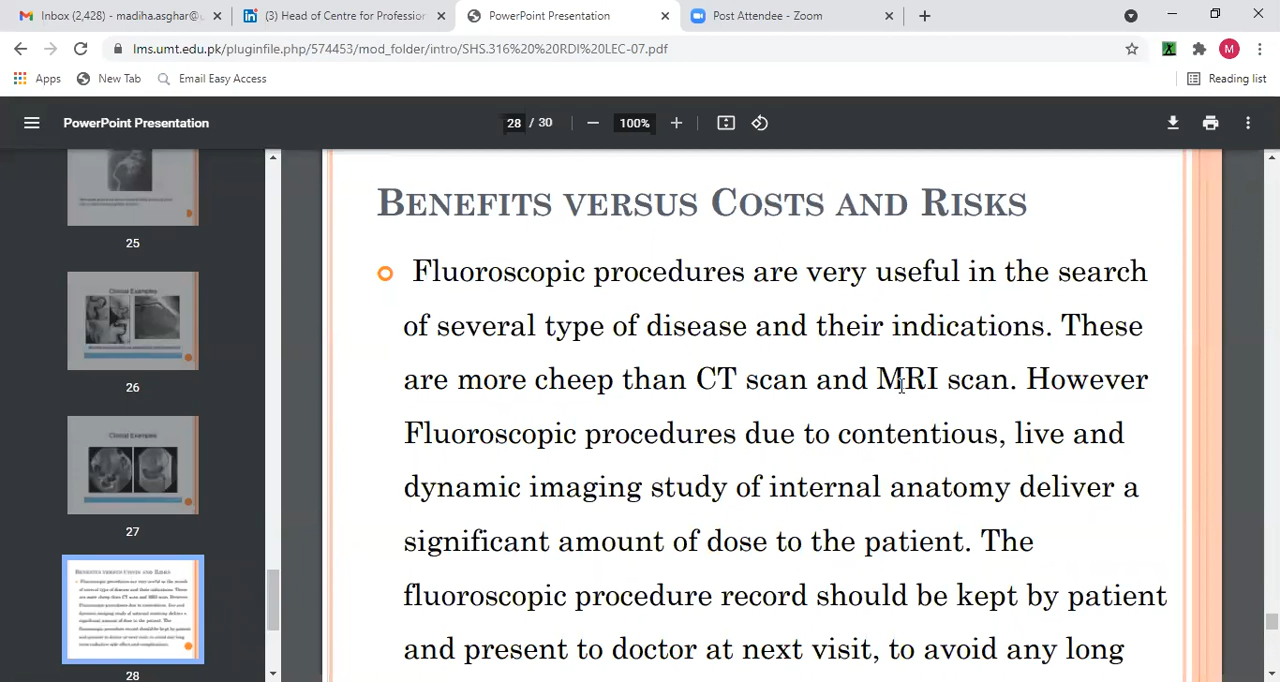 Inbox (2,428) - madiha.asghar@u
(3) Head of Centre for Profession
PowerPoint Presentation
Post Attendee - Zoom
lms.umt.edu.pk/pluginfile.php/574453/mod_folder/intro/SHS.316%20%20RDI%20LEC-07.pdf
M
Apps
New Tab
Email Easy Access
Reading list
PowerPoint Presentation
28 / 30
100%
25
Clinical Examples
26
Clinical Examples
27
BENEFITS VERSUS COSTS AND RISKS
28
BENEFITS VERSUS COSTS AND RISKS
Fluoroscopic procedures are very useful in the search
of several type of disease and their indications. These
are more cheep than CT scan and MRI scan. However
Fluoroscopic procedures due to contentious, live and
dynamic imaging study of internal anatomy deliver a
significant amount of dose to the patient. The
fluoroscopic procedure record should be kept by patient
and present to doctor at next visit, to avoid any long